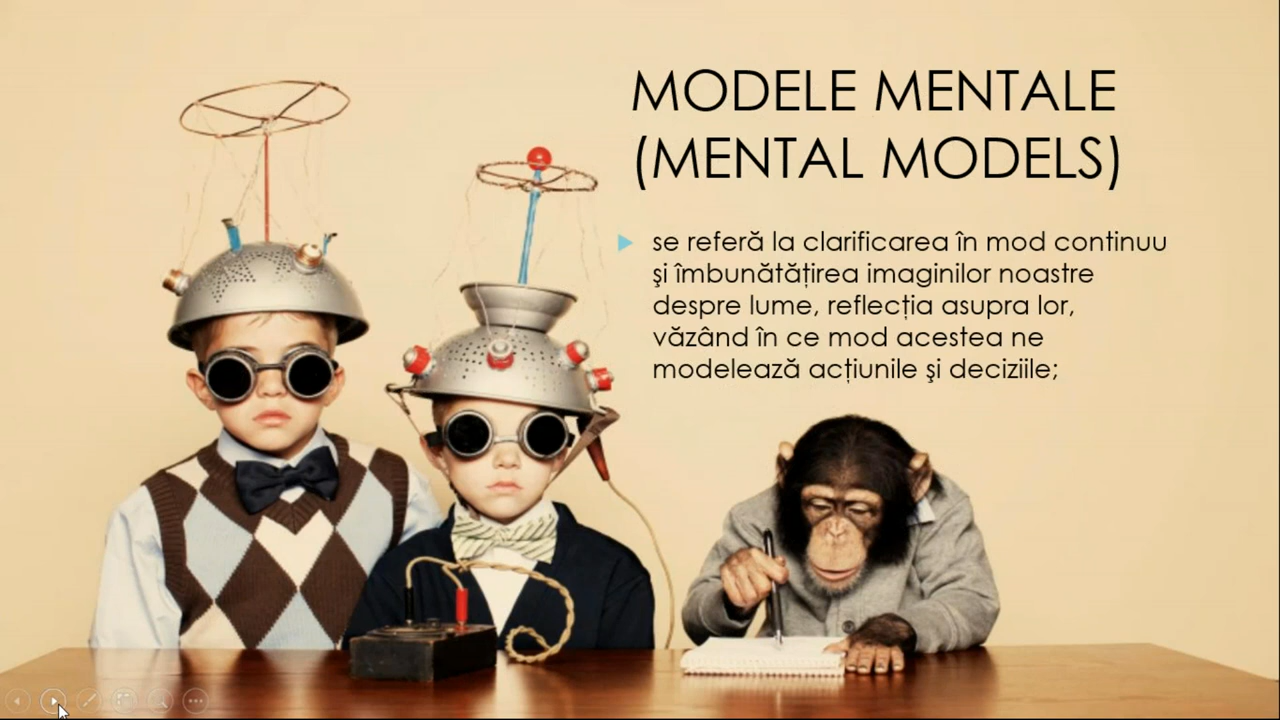 MODELE MENTALE
(MENTAL MODELS)
se referă la clarificarea în mod continuu
şi îmbunătăţirea imaginilor noastre
despre lume, reflecţia asupra lor,
văzând în ce mod acestea ne
modelează acţiunile şi deciziile;